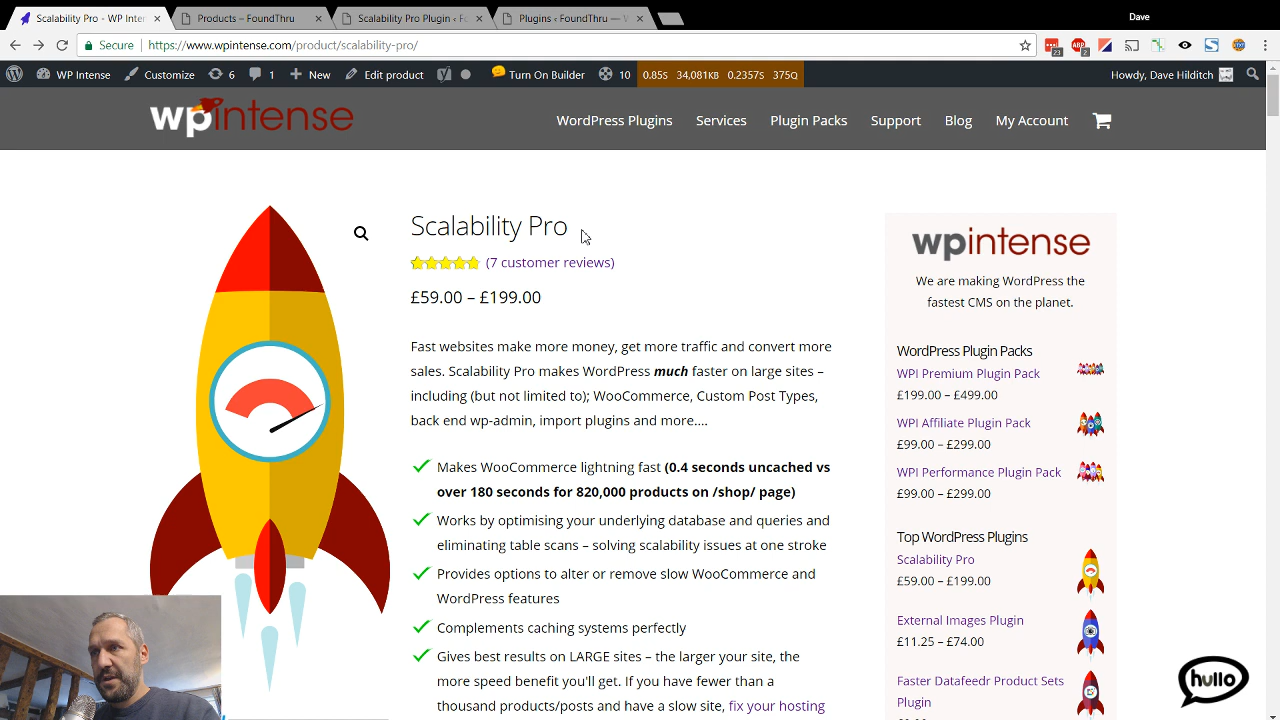 Scalability Pro - WP Inten
Products – FoundThru
Scalability Pro Plugin ‹ Fo
Plugins ‹ FoundThru — W
Dave
Secure
https://www.wpintense.com/product/scalability-pro/
23
2
WP Intense
Customize
6
1
New
Edit product
Turn On Builder
10
0.85S 34,081KB 0.2357S 375Q
Howdy, Dave Hilditch
wpintense
WordPress Plugins
Services
Plugin Packs
Support
Blog
My Account
Scalability Pro
(7 customer reviews)
£59.00 – £199.00
Fast websites make more money, get more traffic and convert more
sales. Scalability Pro makes WordPress much faster on large sites –
including (but not limited to); WooCommerce, Custom Post Types,
back end wp-admin, import plugins and more....
Makes WooCommerce lightning fast (0.4 seconds uncached vs
over 180 seconds for 820,000 products on /shop/ page)
Works by optimising your underlying database and queries and
eliminating table scans – solving scalability issues at one stroke
Provides options to alter or remove slow WooCommerce and
WordPress features
Complements caching systems perfectly
Gives best results on LARGE sites – the larger your site, the
more speed benefit you'll get. If you have fewer than a
thousand products/posts and have a slow site, fix your hosting
wpintense
We are making WordPress the
fastest CMS on the planet.
WordPress Plugin Packs
WPI Premium Plugin Pack
£199.00 – £499.00
WPI Affiliate Plugin Pack
£99.00 – £299.00
WPI Performance Plugin Pack
£99.00 – £299.00
Top WordPress Plugins
Scalability Pro
£59.00 – £199.00
External Images Plugin
£11.25 – £74.00
Faster Datafeedr Product Sets
Plugin
hullo